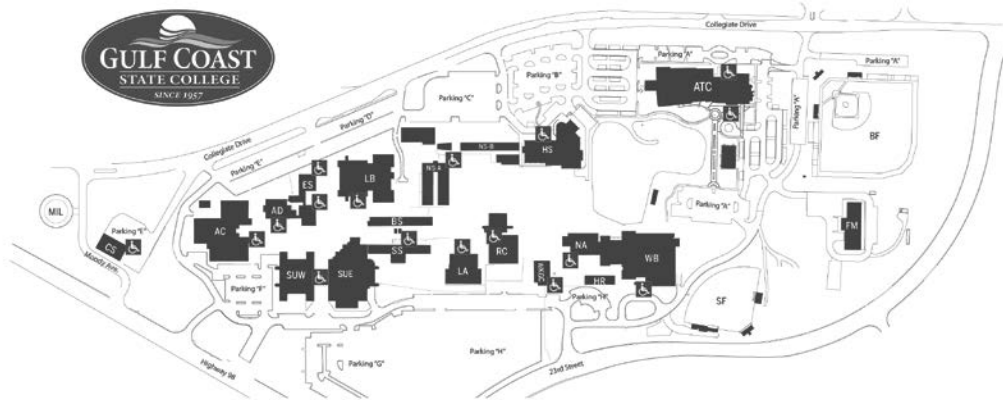 GULF COAST
STATE COLLEGE
SINCE 1957
Collegiate Drive
Parking "A"
Parking "A"
Parking "B"
ATC
Parking "C"
Parking "A"
Parking "D"
BF
Collegiate Drive
HS
NS-B
Parking "E"
NS-A
LB
ES
Parking "A"
MIL
AD
BS
Parking "E"
AC
FM
CS
SS
RC
NA
WB
Moody Ave.
SUW
SUE
LA
HR
Parking "F"
Parking "H"
SF
Parking "G"
Parking "H"
Highway 98
23rd Street